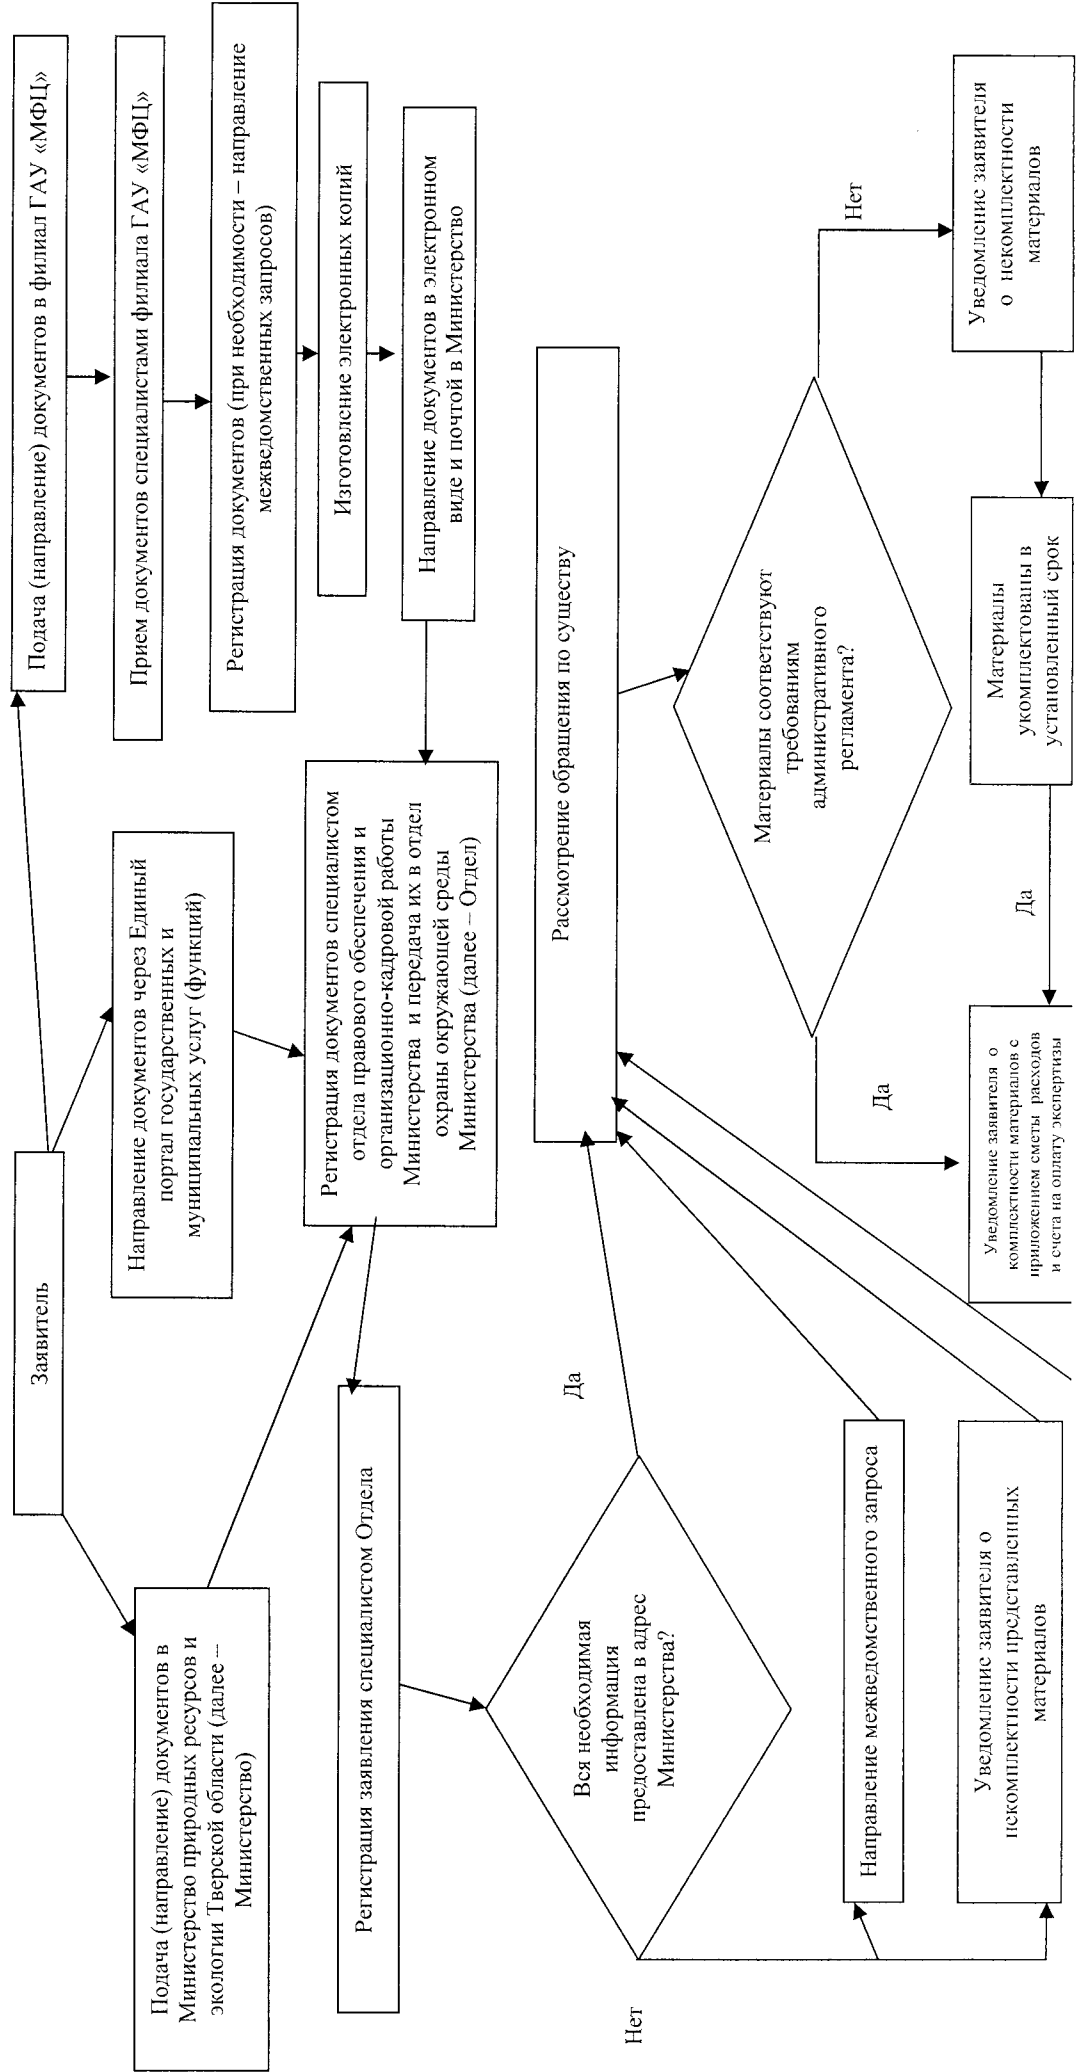 Заявитель
Подача (направление) документов в
Министерство природных ресурсов и
экологии Тверской области (далее –
Министерство)
Направление документов через Единый
портал государственных и
муниципальных услуг (функций)
Подача (направление) документов в филиал ГАУ «МФЦ»
Прием документов специалистами филиала ГАУ «МФЦ»
Регистрация документы (при необходимости – направление
межведомственных запросов)
Изготовление электронных копий
Направление документов в электронном
виде и почтой в Министерство
Регистрация документов специалистом
отдела правового обеспечения и
организационно-кадровой работы
Министерства и передача их в отдел
охраны окружающей среды
Министерства (далее – Отдел)
Регистрация заявления специалистом Отдела
Вся необходимая
информация
предоставлена в адрес
Министерства?
Да
Нет
Рассмотрение обращения по существу
Направление межведомственного запроса
Уведомление заявителя о
некомплектности представленных
материалов
Материалы соответствуют
требованиям
административного
регламента?
Да
Нет
Уведомление заявителя о
комплектности материалов с
приложением сметы расходов
и счета на оплату экспертизы
Да
Материалы
укомплектованы в
установленный срок
Уведомление заявителя
о некомплектности
материалов